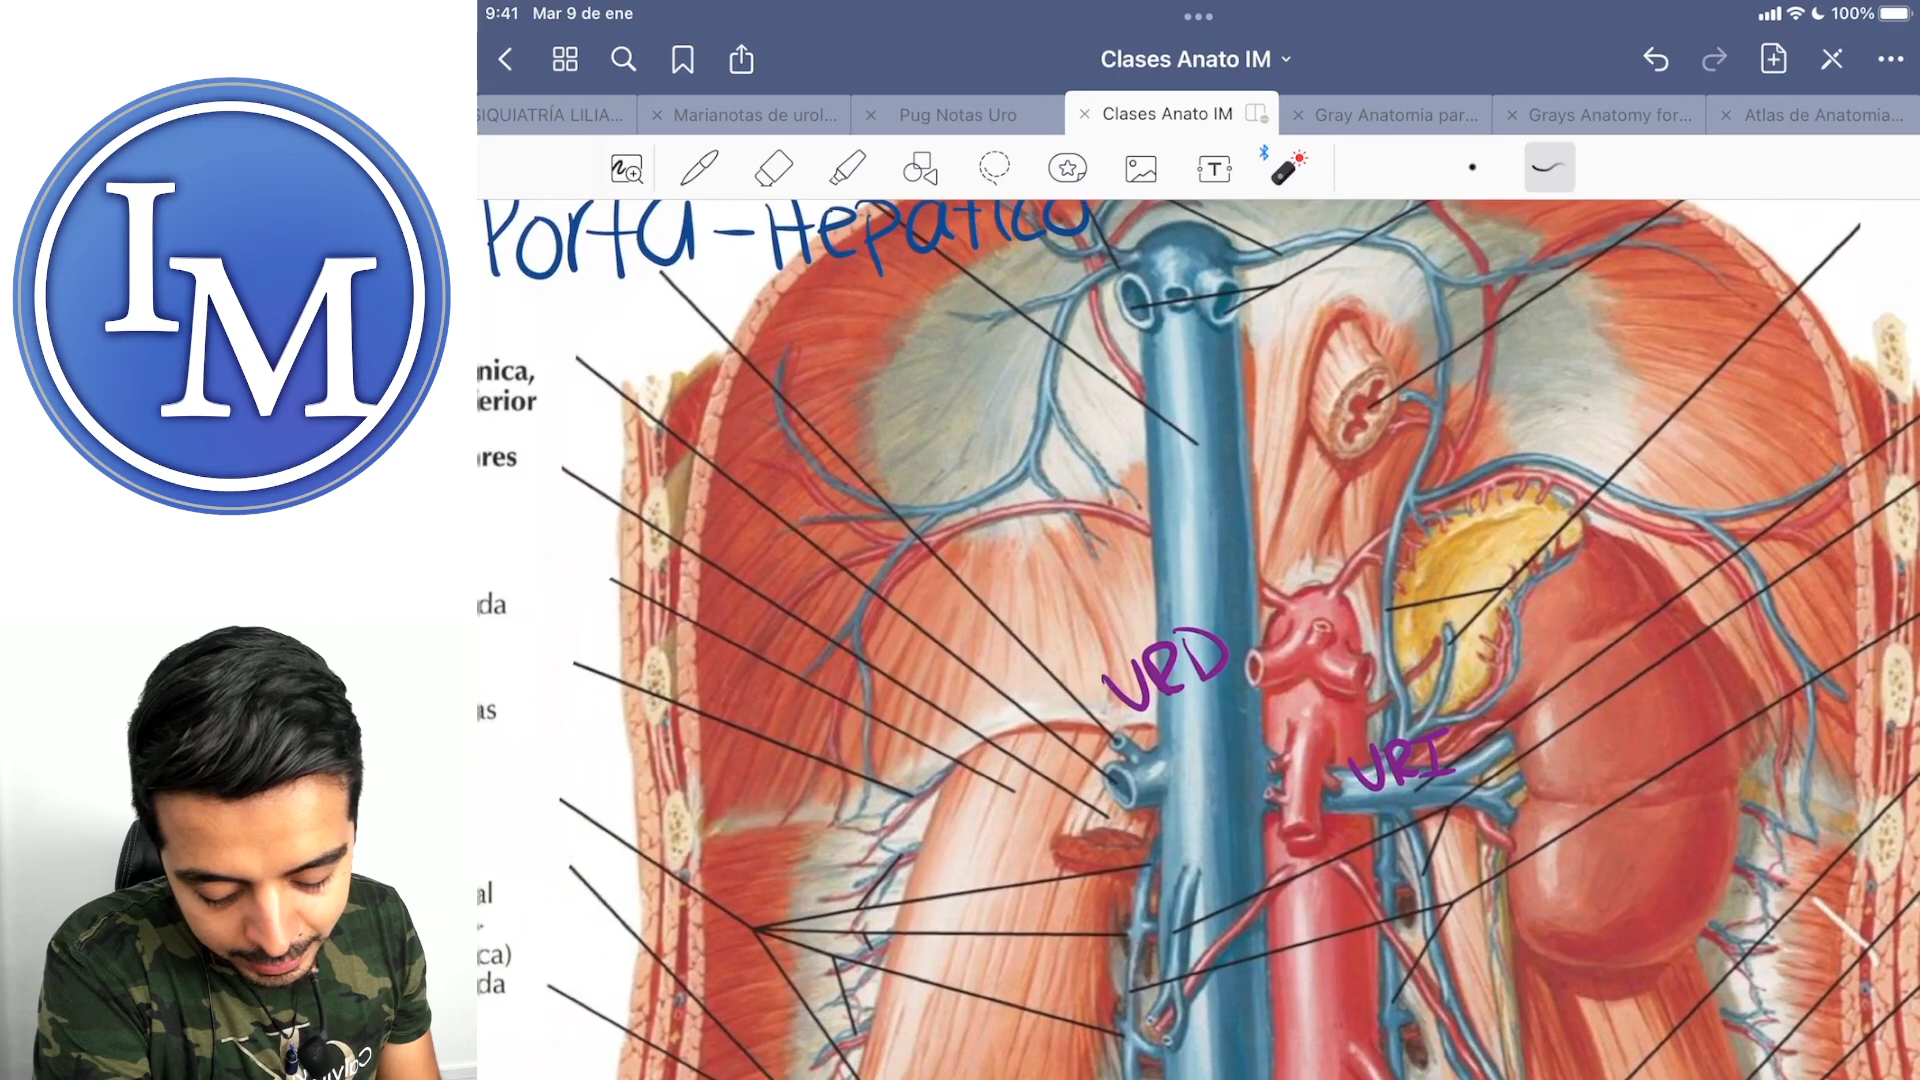 9:41 Mar 9 de ene 100%
Clases Anato IM
SIQUIATRÍA LILIA... Marianotas de urol... Pug Notas Uro Clases Anato IM Gray Anatomia par... Grays Anatomy for... Atlas de Anatomia...
T
Porta-Hepático
IM
nica,
erior
res
da
VRD
as
VRI
al
ca)
da